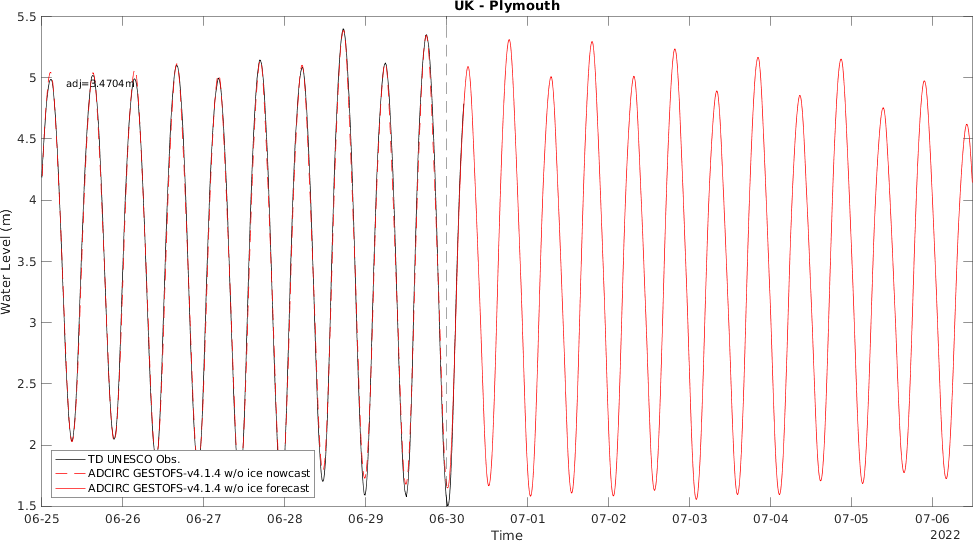 UK - Plymouth
5.5
5
4.5
4
3.5
3
2.5
2
1.5
Water Level (m)
adj=3.4704m
TD UNESCO Obs.
ADCIRC GESTOFS-v4.1.4 w/o ice nowcast
ADCIRC GESTOFS-v4.1.4 w/o ice forecast
06-25 06-26 06-27 06-28 06-29 06-30 07-01 07-02 07-03 07-04 07-05 07-06
2022
Time